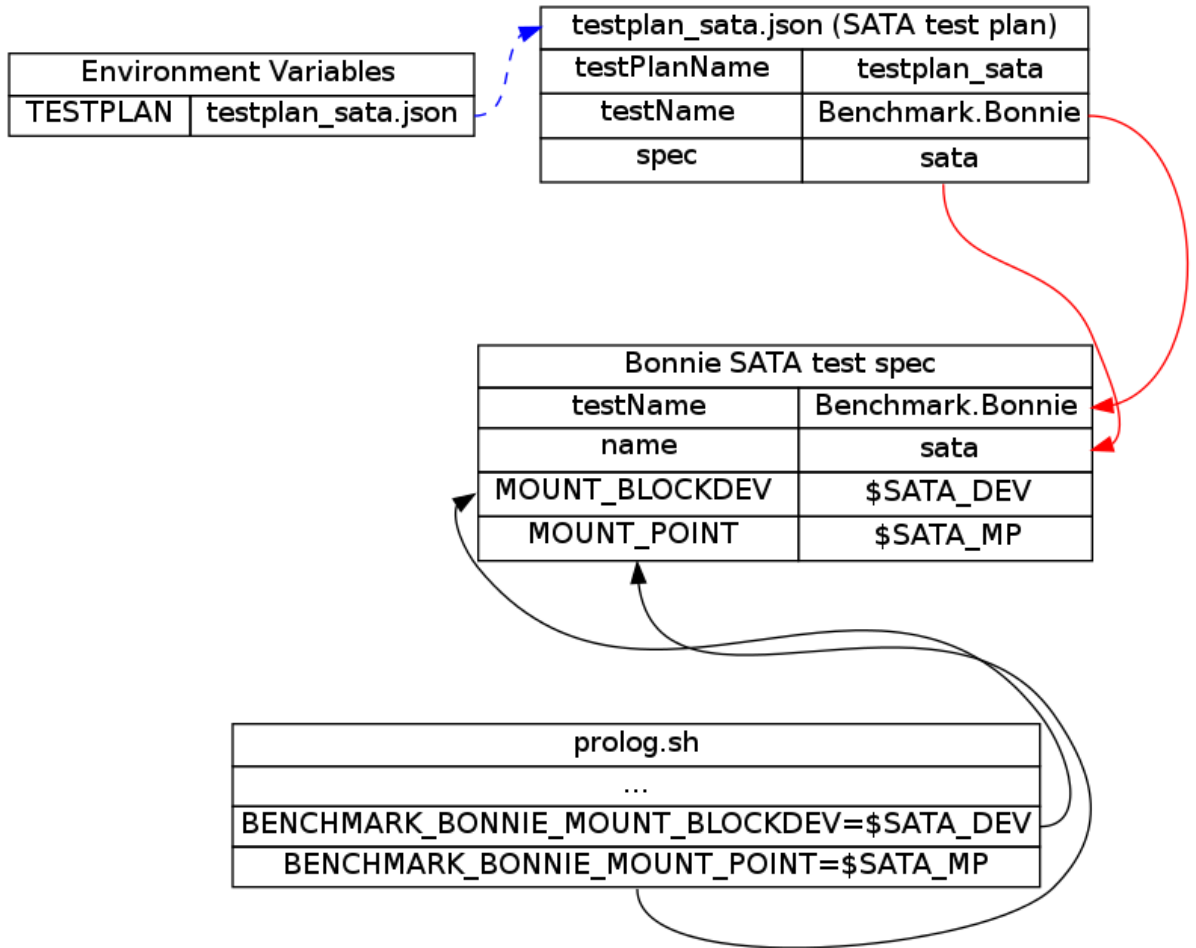 testplan_sata.json (SATA test plan)
testPlanName testplan_sata
testName Benchmark.Bonnie
spec sata
Environment Variables
TESTPLAN testplan_sata.json
Bonnie SATA test spec
testName Benchmark.Bonnie
name sata
MOUNT_BLOCKDEV $SATA_DEV
MOUNT_POINT $SATA_MP
prolog.sh
...
BENCHMARK_BONNIE_MOUNT_BLOCKDEV=$SATA_DEV
BENCHMARK_BONNIE_MOUNT_POINT=$SATA_MP